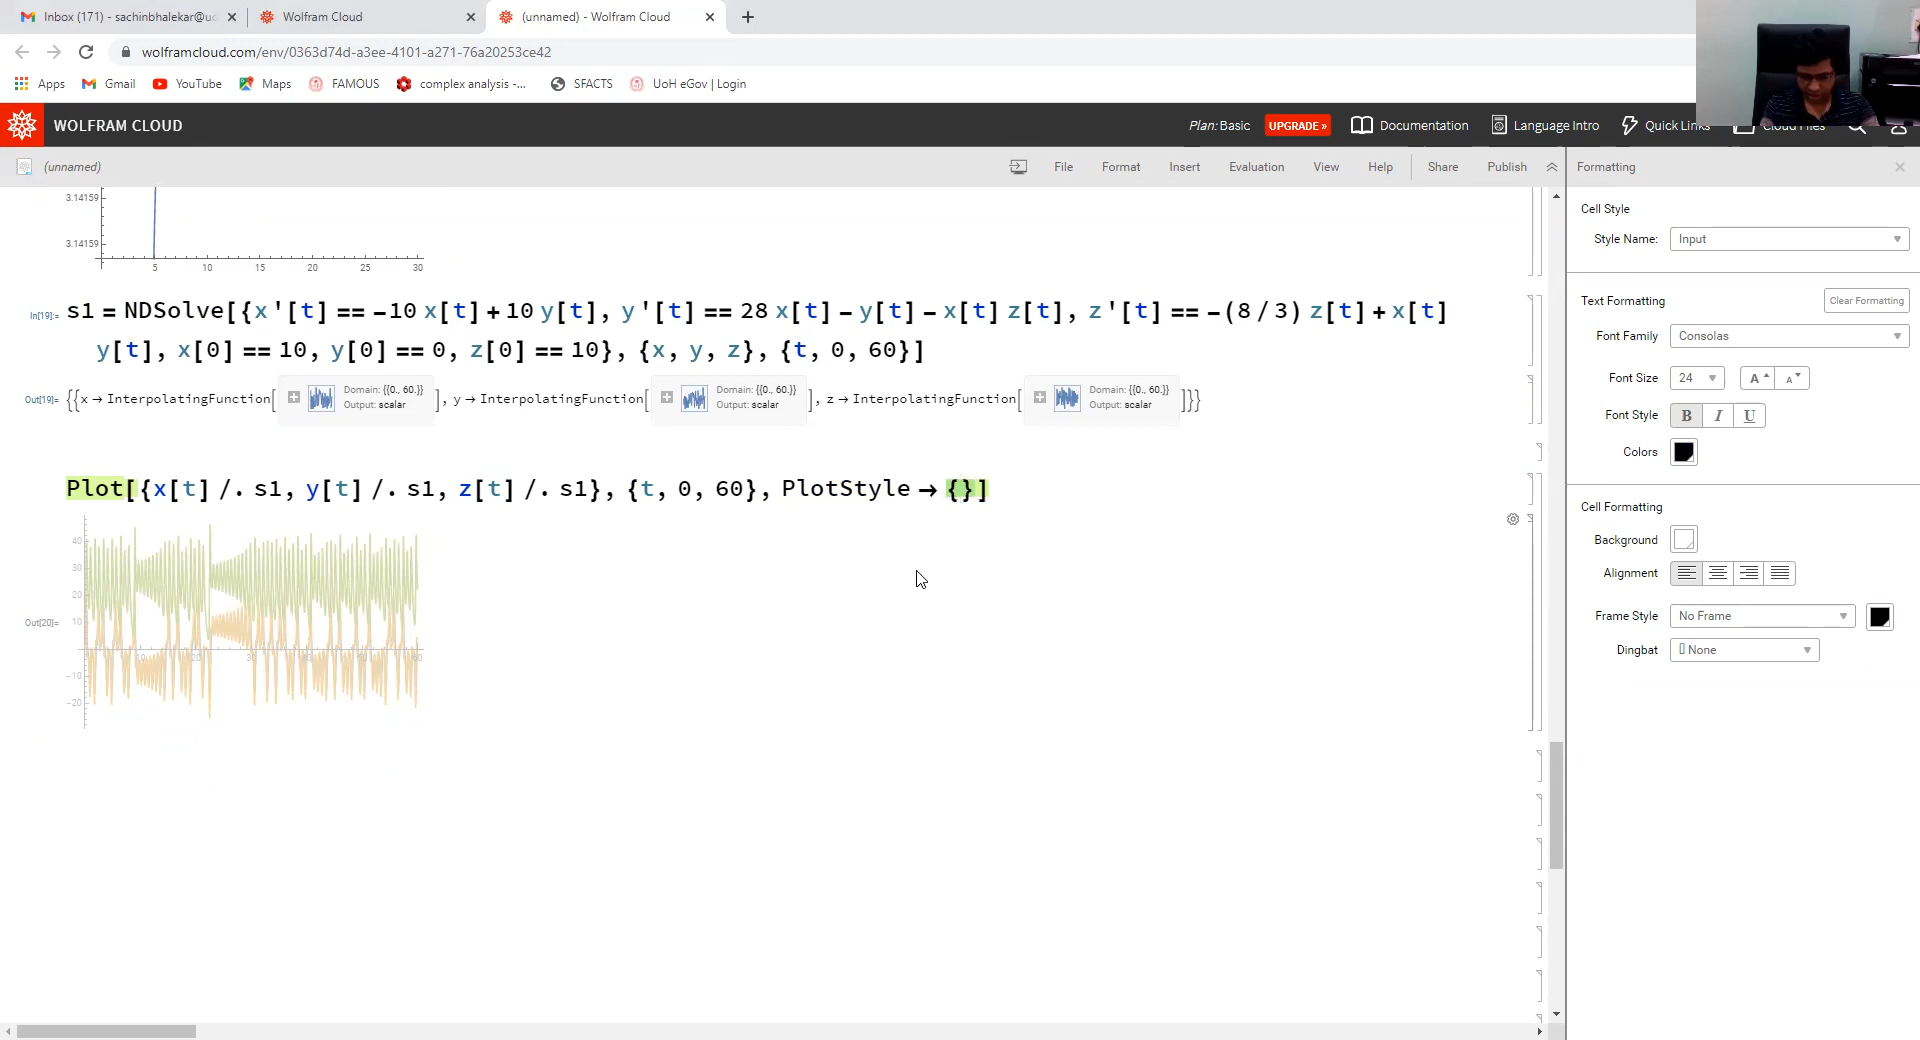 Inbox (171) - sachinbhalekar@uo
Wolfram Cloud
(unnamed) - Wolfram Cloud
wolframcloud.com/env/0363d74d-a3ee-4101-a271-76a20253ce42
Apps
Gmail
YouTube
Maps
FAMOUS
complex analysis -...
SFACTS
UoH eGov | Login
WOLFRAM CLOUD
Plan: Basic
UPGRADE »
Documentation
Language Intro
Quick Links
Cloud Files
(unnamed)
File
Format
Insert
Evaluation
View
Help
Share
Publish
Formatting
3.14159
3.14159
5 10 15 20 25 30
In[19]:= s1 = NDSolve[{x'[t] == -10 x[t] + 10 y[t], y'[t] == 28 x[t] - y[t] - x[t] z[t], z'[t] == -(8 / 3) z[t] + x[t]
y[t], x[0] == 10, y[0] == 0, z[0] == 10}, {x, y, z}, {t, 0, 60}]
Out[19]= {{x → InterpolatingFunction[ Domain: {{0., 60.}} Output: scalar ], y → InterpolatingFunction[ Domain: {{0., 60.}} Output: scalar ], z → InterpolatingFunction[ Domain: {{0., 60.}} Output: scalar ]}}
Plot[{x[t] /. s1, y[t] /. s1, z[t] /. s1}, {t, 0, 60}, PlotStyle → {}]
Out[20]=
40
30
20
10
-10
-20
10 20 30 60
Cell Style
Style Name: Input
Text Formatting
Clear Formatting
Font Family Consolas
Font Size 24 A A
Font Style B I U
Colors
Cell Formatting
Background
Alignment
Frame Style No Frame
Dingbat None